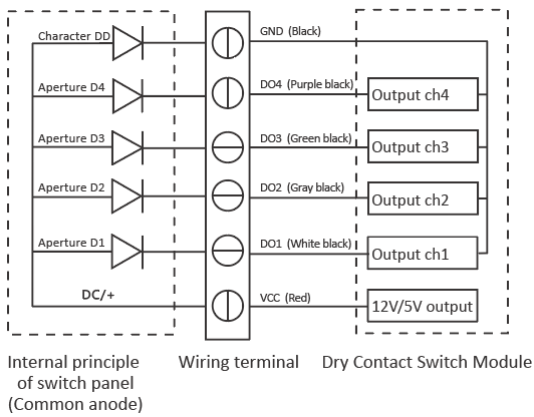 Character DD
GND (Black)
Aperture D4
DO4 (Purple black)
Output ch4
Aperture D3
DO3 (Green black)
Output ch3
Aperture D2
DO2 (Gray black)
Output ch2
Aperture D1
DO1 (White black)
Output ch1
DC/+
VCC (Red)
12V/5V output
Internal principle
of switch panel
(Common anode)
Wiring terminal
Dry Contact Switch Module